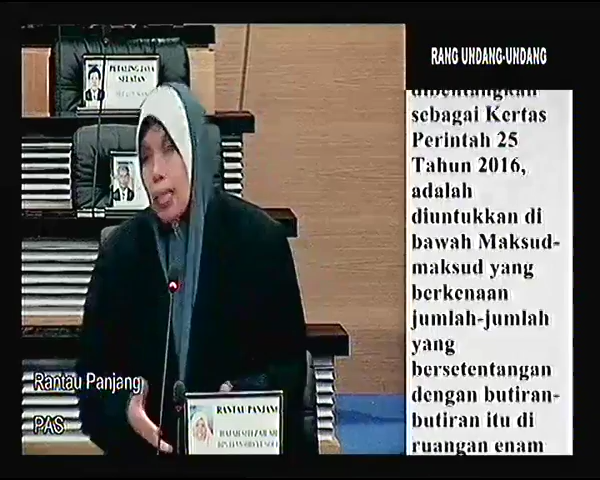 RANG UNDANG-UNDANG
dibentangkan
sebagai Kertas
Perintah 25
Tahun 2016,
adalah
diuntukkan di
bawah Maksud-
maksud yang
berkenaan
jumlah-jumlah
yang
bersetentangan
dengan butiran-
butiran itu di
ruangan enam
PETALING JAYA
SELATAN
Rantau Panjang
PAS
RANTAU PANJANG